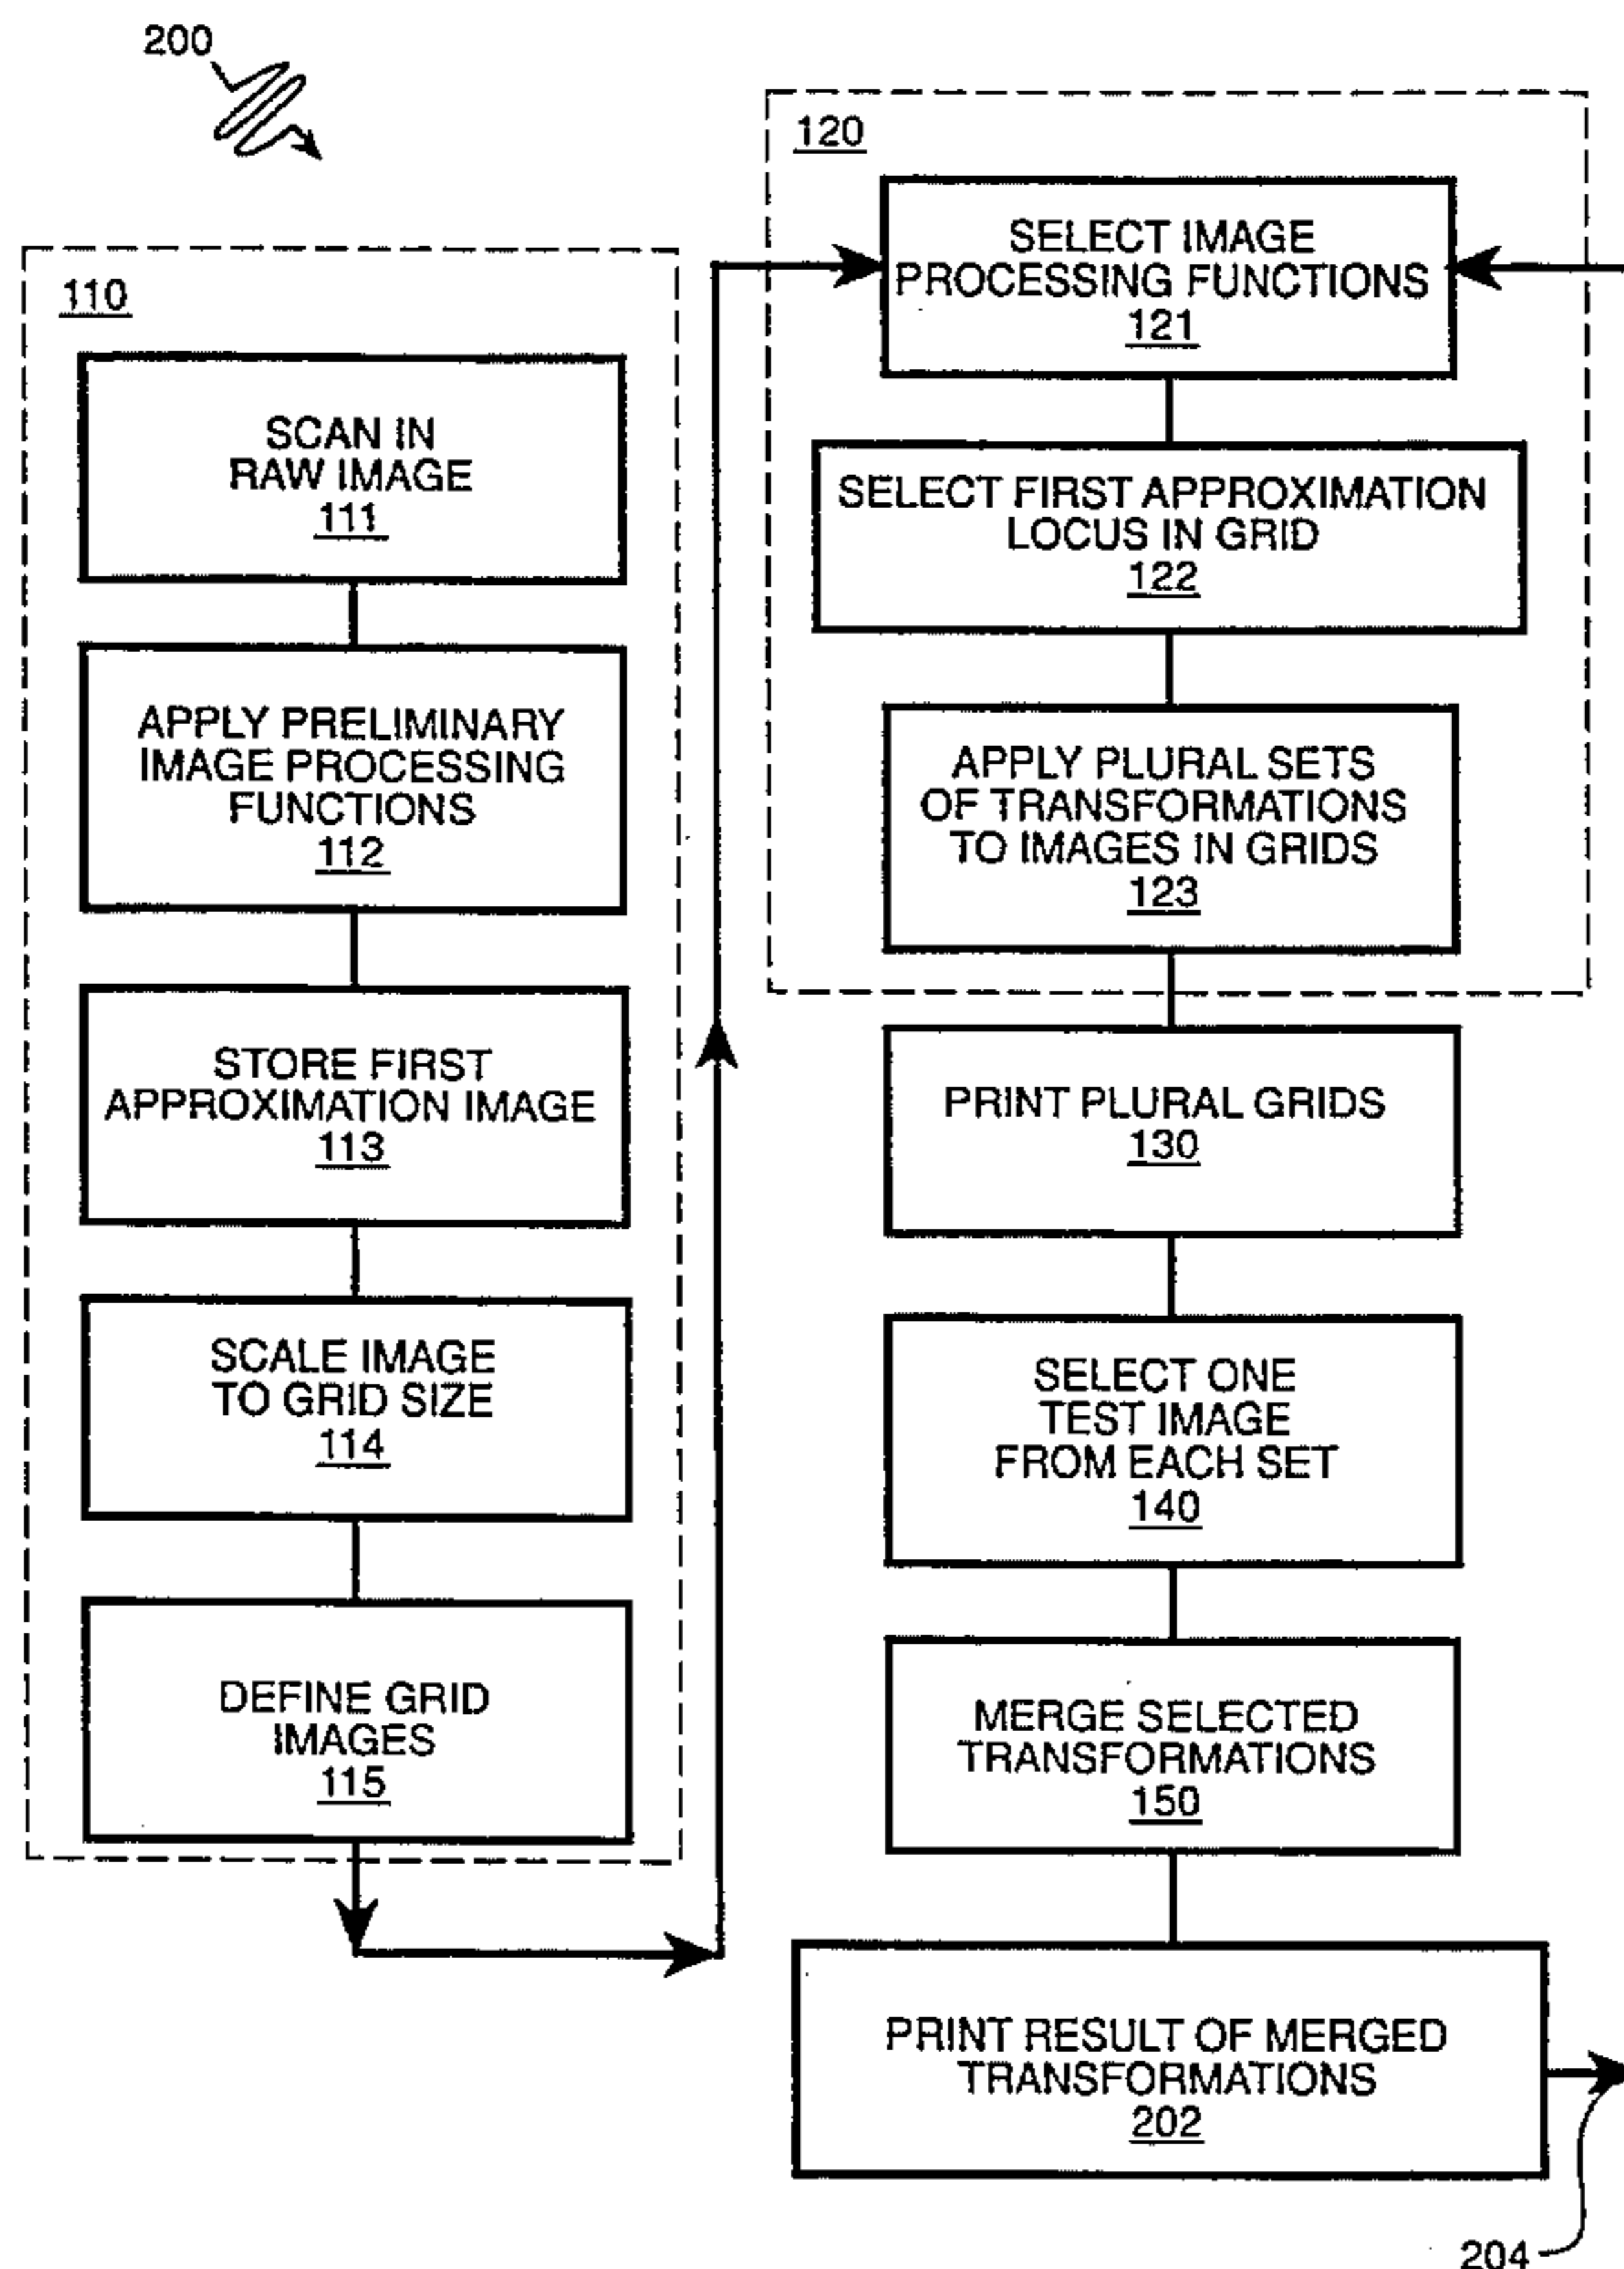 200
110
SCAN IN
RAW IMAGE
111
APPLY PRELIMINARY
IMAGE PROCESSING
FUNCTIONS
112
STORE FIRST
APPROXIMATION IMAGE
113
SCALE IMAGE
TO GRID SIZE
114
DEFINE GRID
IMAGES
115
120
SELECT IMAGE
PROCESSING FUNCTIONS
121
SELECT FIRST APPROXIMATION
LOCUS IN GRID
122
APPLY PLURAL SETS
OF TRANSFORMATIONS
TO IMAGES IN GRIDS
123
PRINT PLURAL GRIDS
130
SELECT ONE
TEST IMAGE
FROM EACH SET
140
MERGE SELECTED
TRANSFORMATIONS
150
PRINT RESULT OF MERGED
TRANSFORMATIONS
202
204